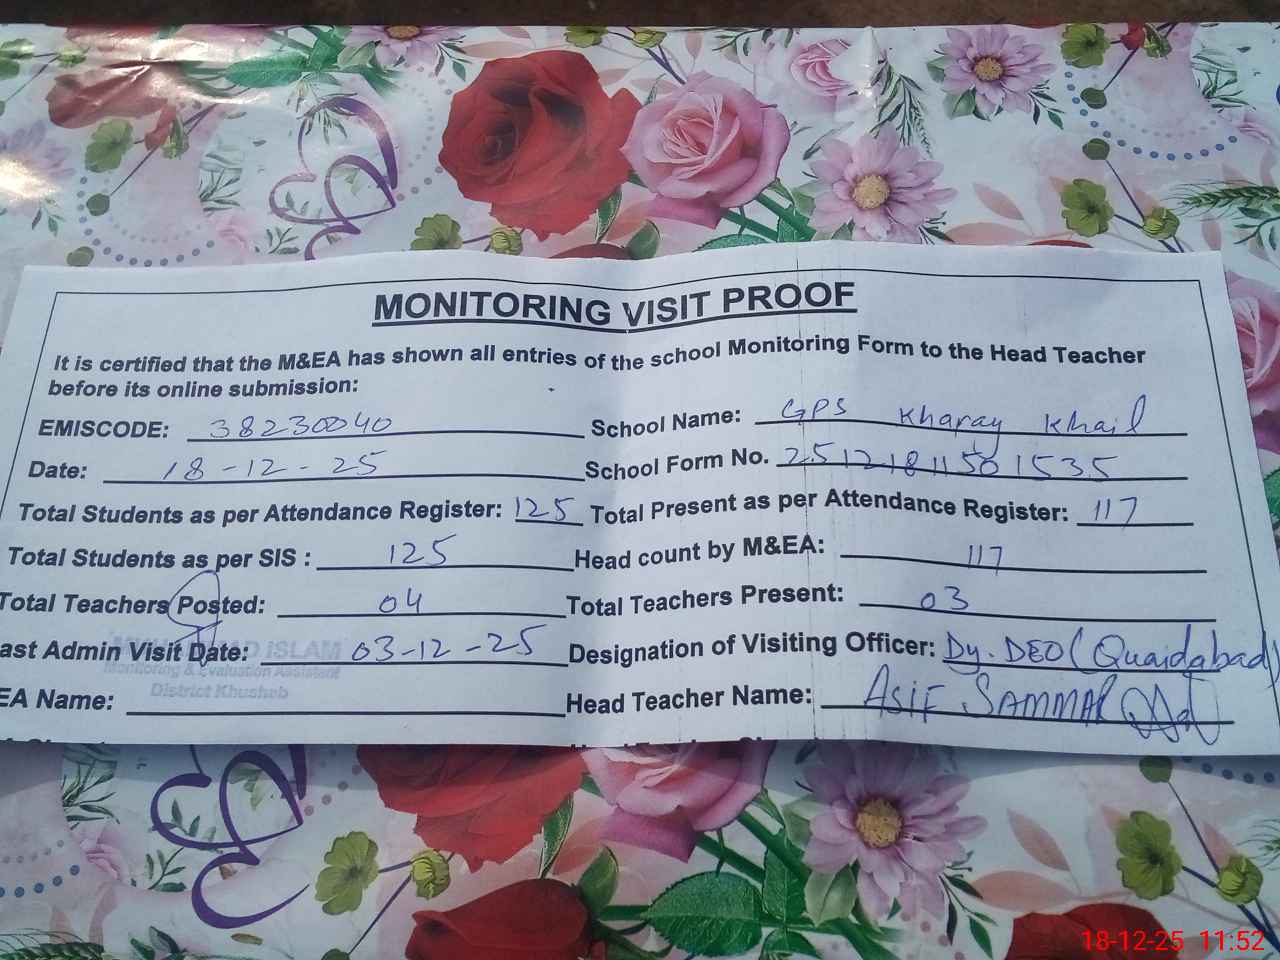 MONITORING VISIT PROOF
It is certified that the M&EA has shown all entries of the school Monitoring Form to the Head Teacher
before its online submission:
EMISCODE: 38230040 School Name: GPS Kharay Khail
Date: 18-12-25 School Form No. 25121811501535
Total Students as per Attendance Register: 125 Total Present as per Attendance Register: 117
Total Students as per SIS : 125 Head count by M&EA: 117
Total Teachers Posted: 04 Total Teachers Present: 03
ast Admin Visit Date: 03-12-25 Designation of Visiting Officer: Dy. DEO (Quaidabad)
ISLAM
Monitoring & Evaluation Assistant
District Khushab
EA Name: Head Teacher Name: ASIF SAMMAR
18-12-25 11:52